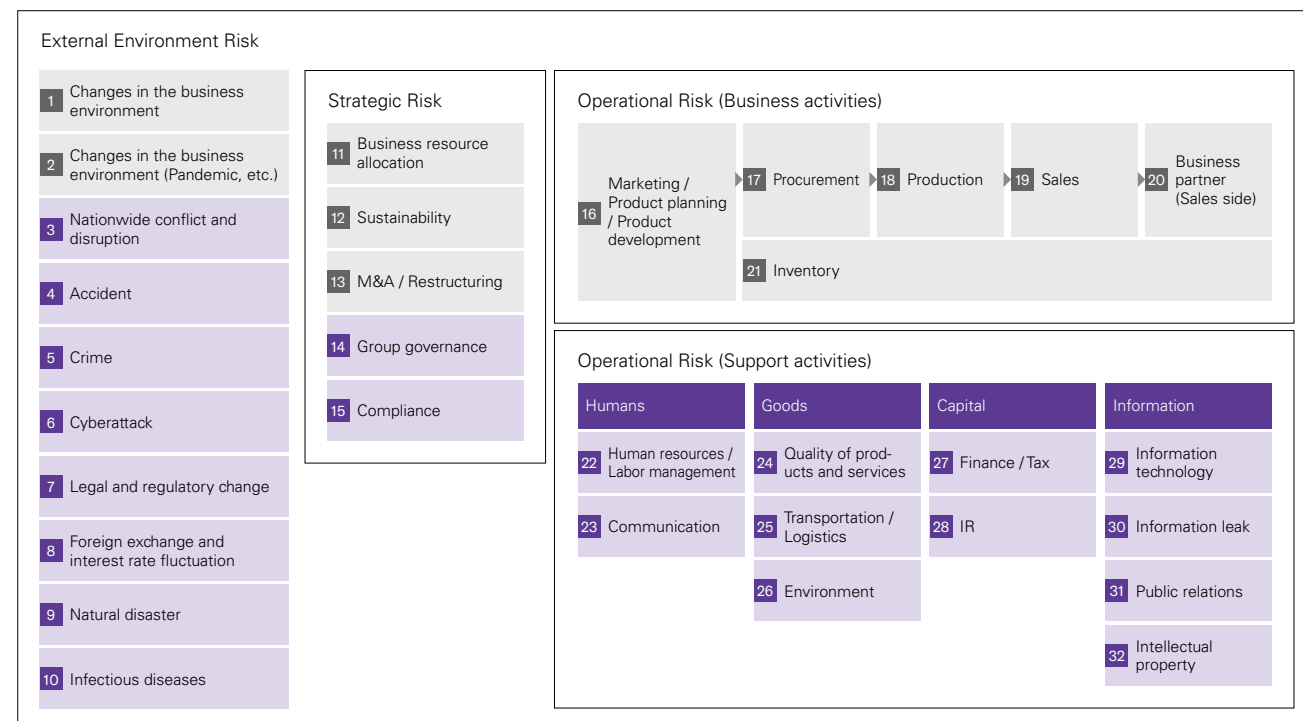 External Environment Risk
1
Changes in the business
environment
2
Changes in the business
environment (Pandemic, etc.)
3
Nationwide conflict and
disruption
4
Accident
5
Crime
6
Cyberattack
7
Legal and regulatory change
8
Foreign exchange and
interest rate fluctuation
9
Natural disaster
10
Infectious diseases
Strategic Risk
11
Business resource
allocation
12
Sustainability
13
M&A / Restructuring
14
Group governance
15
Compliance
Operational Risk (Business activities)
16
Marketing /
Product planning
/ Product
development
17
Procurement
18
Production
19
Sales
20
Business
partner
(Sales side)
21
Inventory
Operational Risk (Support activities)
Humans
22
Human resources /
Labor management
23
Communication
Goods
24
Quality of prod-
ucts and services
25
Transportation /
Logistics
26
Environment
Capital
27
Finance / Tax
28
IR
Information
29
Information
technology
30
Information leak
31
Public relations
32
Intellectual
property